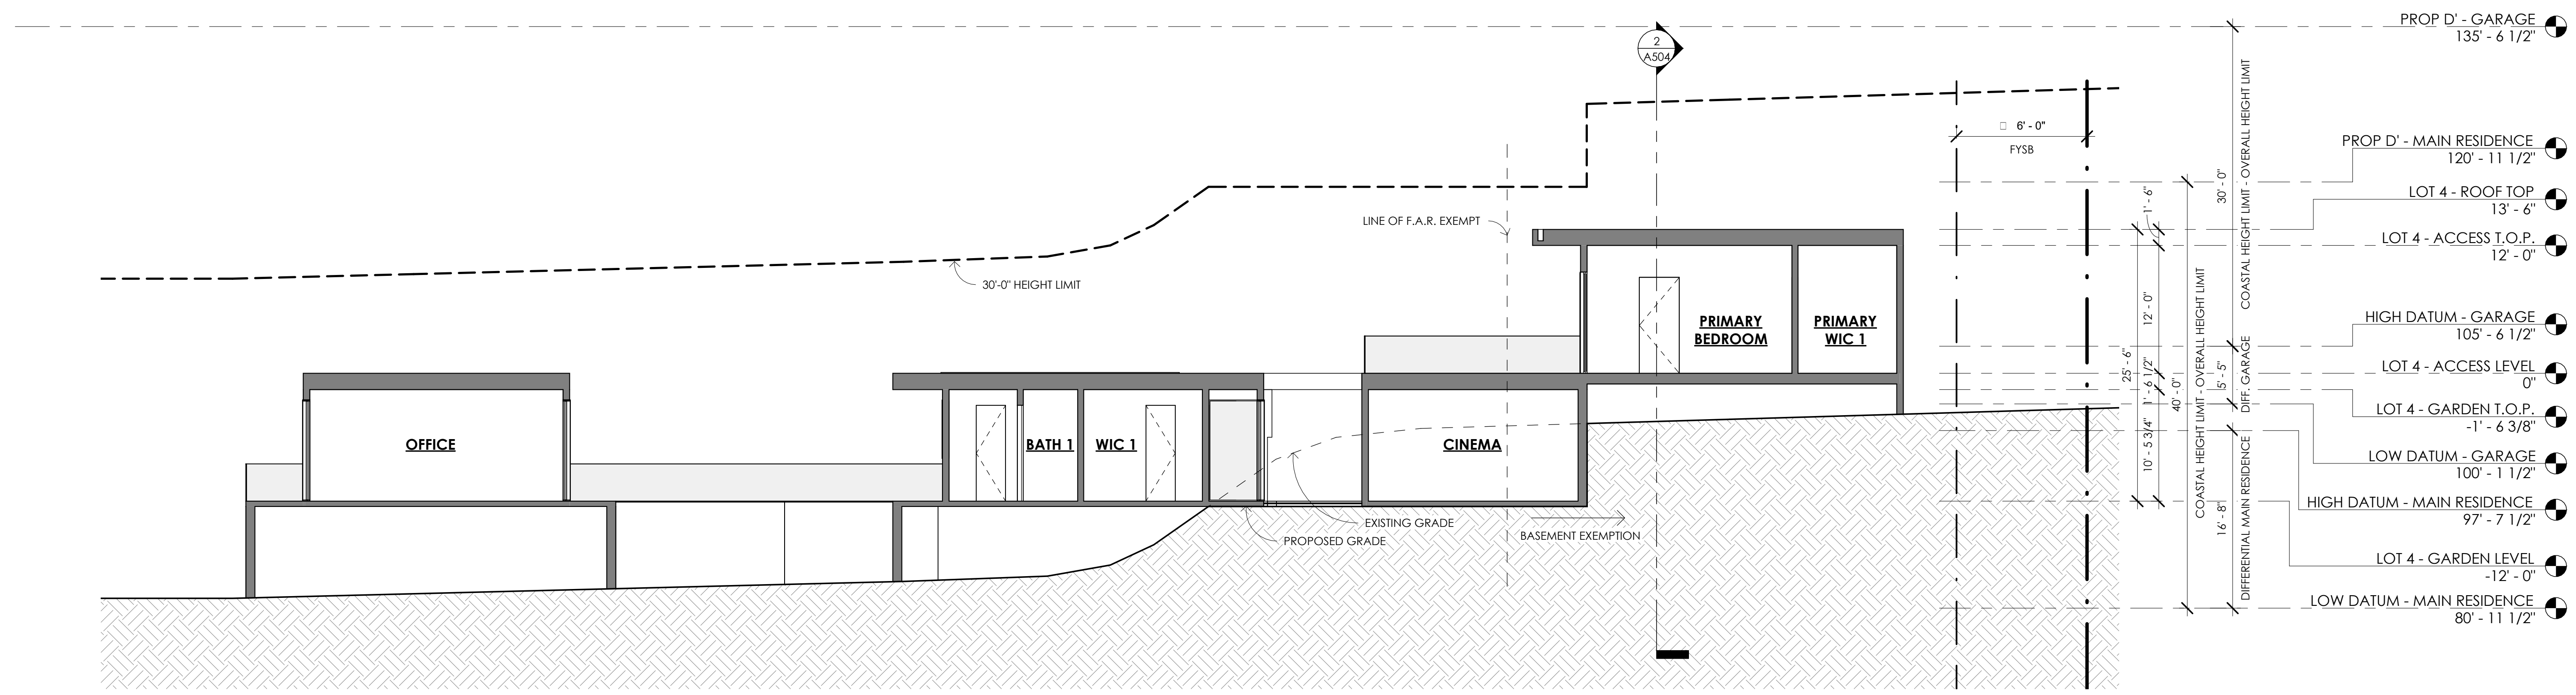 PROP D' - GARAGE
135' - 6 1/2"
2
A504
6' - 0"
FYSB
PROP D' - MAIN RESIDENCE
120' - 11 1/2"
LOT 4 - ROOF TOP
13' - 6"
LOT 4 - ACCESS T.O.P.
12' - 0"
HIGH DATUM - GARAGE
105' - 6 1/2"
LOT 4 - ACCESS LEVEL
0"
LOT 4 - GARDEN T.O.P.
-1' - 6 3/8"
LOW DATUM - GARAGE
100' - 1 1/2"
HIGH DATUM - MAIN RESIDENCE
97' - 7 1/2"
LOT 4 - GARDEN LEVEL
-12' - 0"
LOW DATUM - MAIN RESIDENCE
80' - 11 1/2"
LINE OF F.A.R. EXEMPT
30'-0" HEIGHT LIMIT
PRIMARY
BEDROOM
PRIMARY
WIC 1
OFFICE
BATH 1
WIC 1
CINEMA
EXISTING GRADE
PROPOSED GRADE
BASEMENT EXEMPTION
25' - 6"
1' - 6"
12' - 0"
1' - 6 1/2"
10' - 5 3/4"
40' - 0"
COASTAL HEIGHT LIMIT - OVERALL HEIGHT LIMIT
30' - 0"
5' - 5"
16' - 8"
COASTAL HEIGHT LIMIT - OVERALL HEIGHT LIMIT
DIFF. GARAGE
DIFFERENTIAL MAIN RESIDENCE